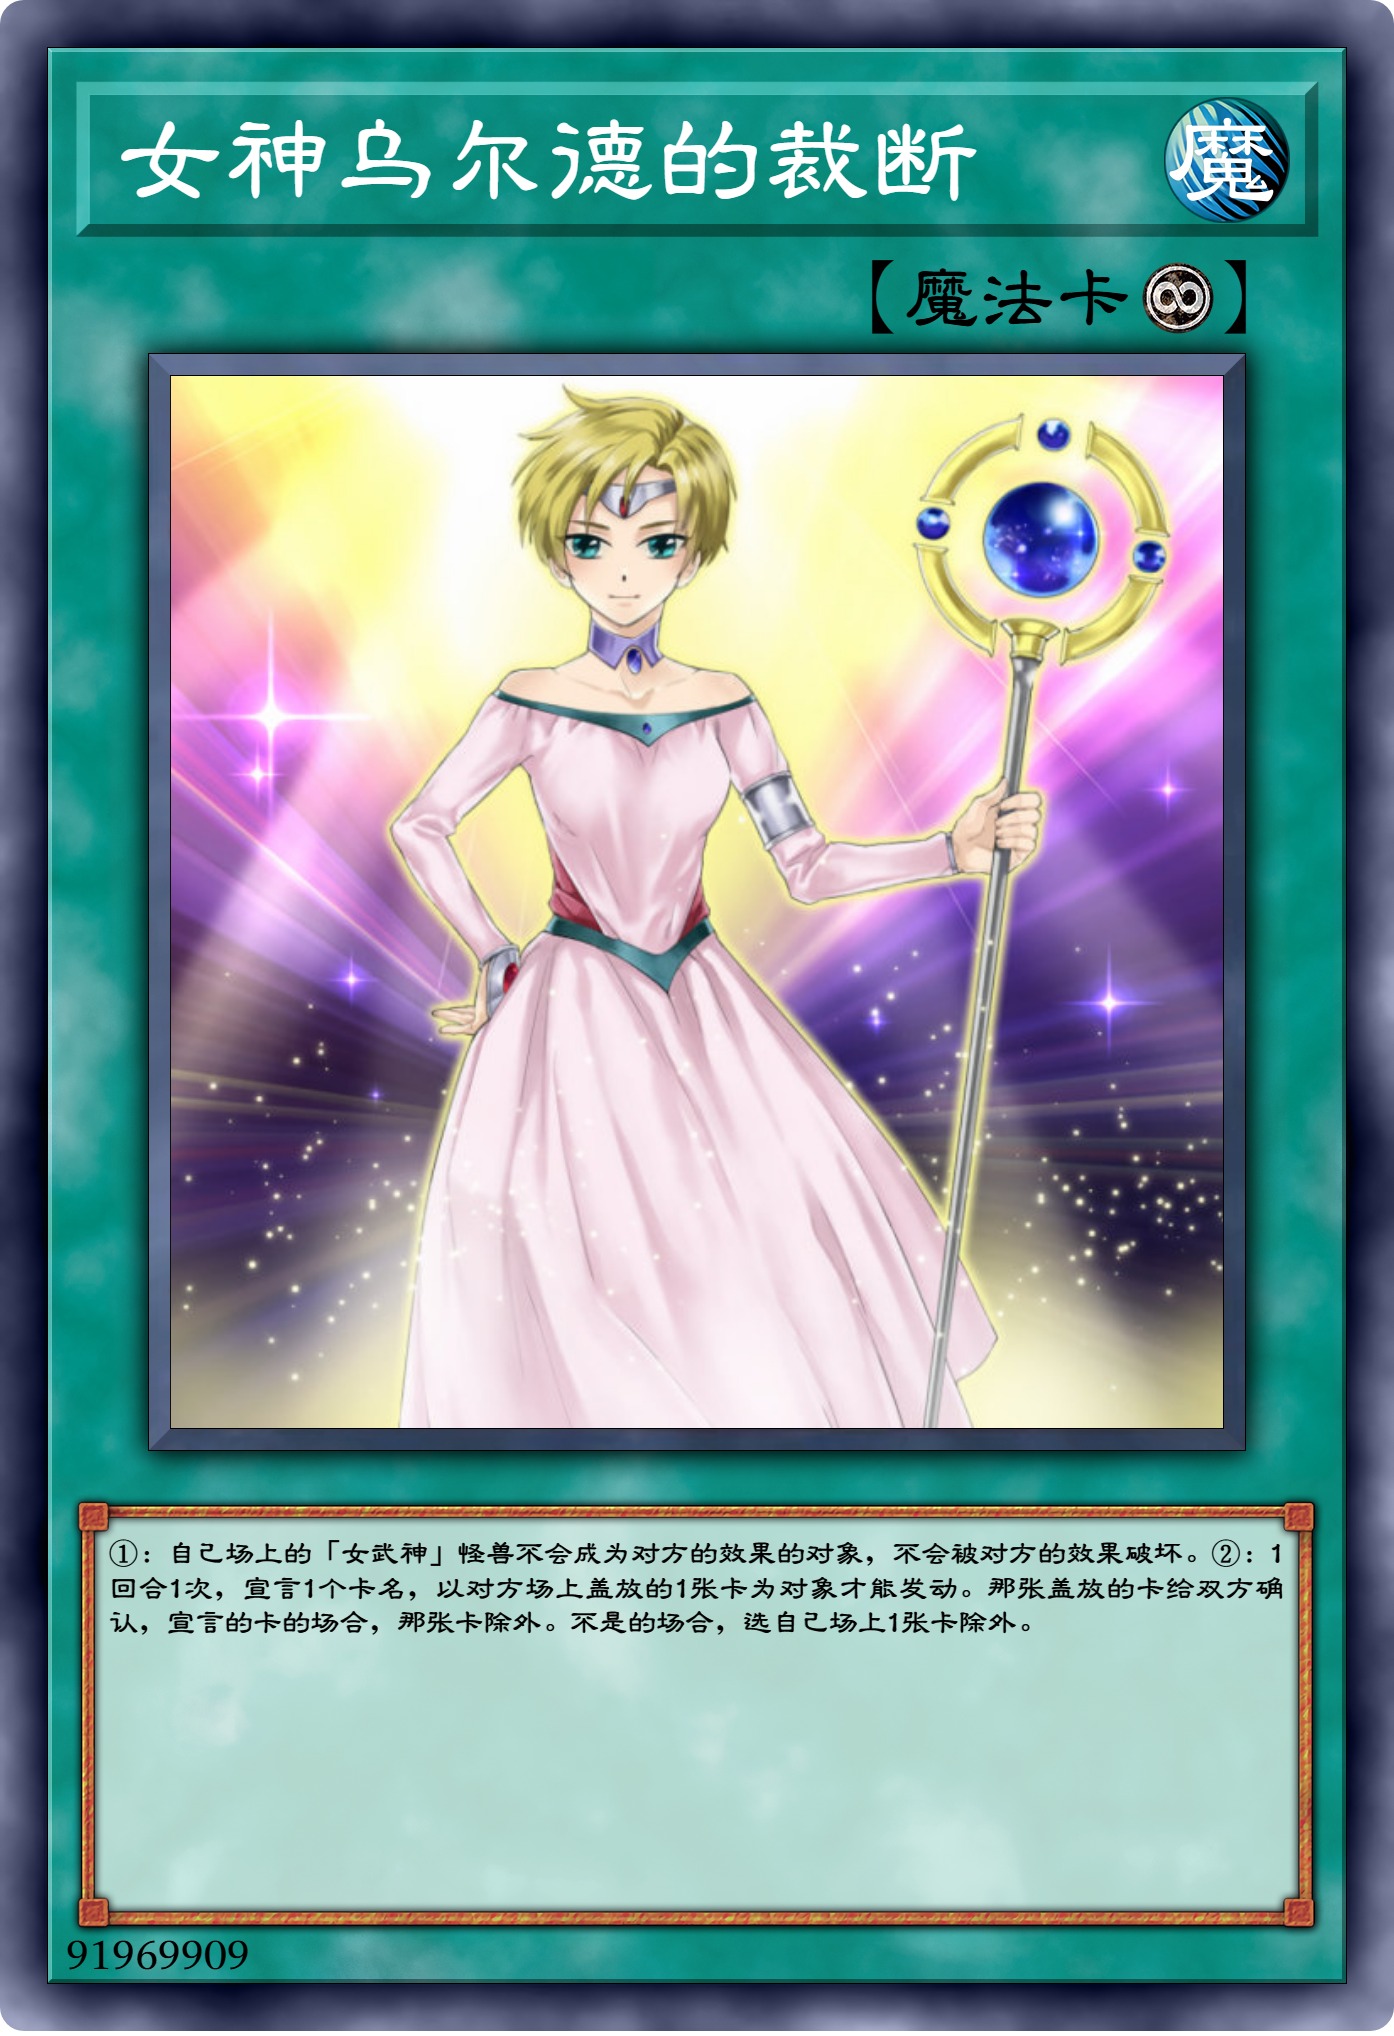 女神乌尔德的裁断
魔
【魔法卡】
①：自己场上的「女武神」怪兽不会成为对方的效果的对象，不会被对方的效果破坏。②：1
回合1次，宣言1个卡名，以对方场上盖放的1张卡为对象才能发动。那张盖放的卡给双方确
认，宣言的卡的场合，那张卡除外。不是的场合，选自己场上1张卡除外。
91969909